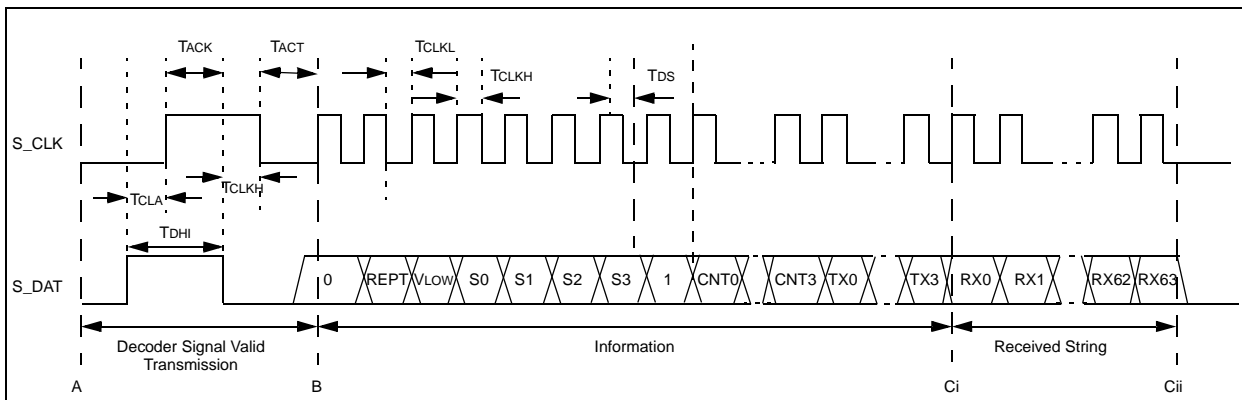 TACK TACT TCLKL
TCLKH TDS
S_CLK
TCLA TCLKH
TDHI
S_DAT
0 REPT VLOW S0 S1 S2 S3 1 CNT0 CNT3 TX0 TX3 RX0 RX1 RX62 RX63
Decoder Signal Valid
Transmission
Information
Received String
A B Ci Cii